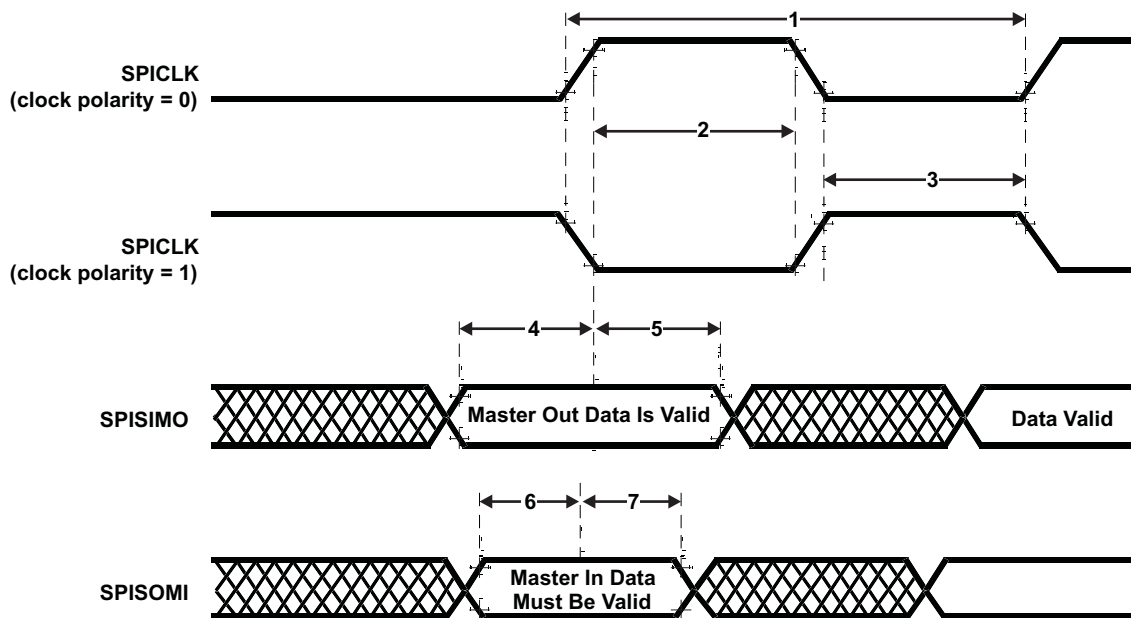 1
SPICLK
(clock polarity = 0)
2
3
SPICLK
(clock polarity = 1)
4
5
SPISIMO
Master Out Data Is Valid
Data Valid
6
7
SPISOMI
Master In Data
Must Be Valid